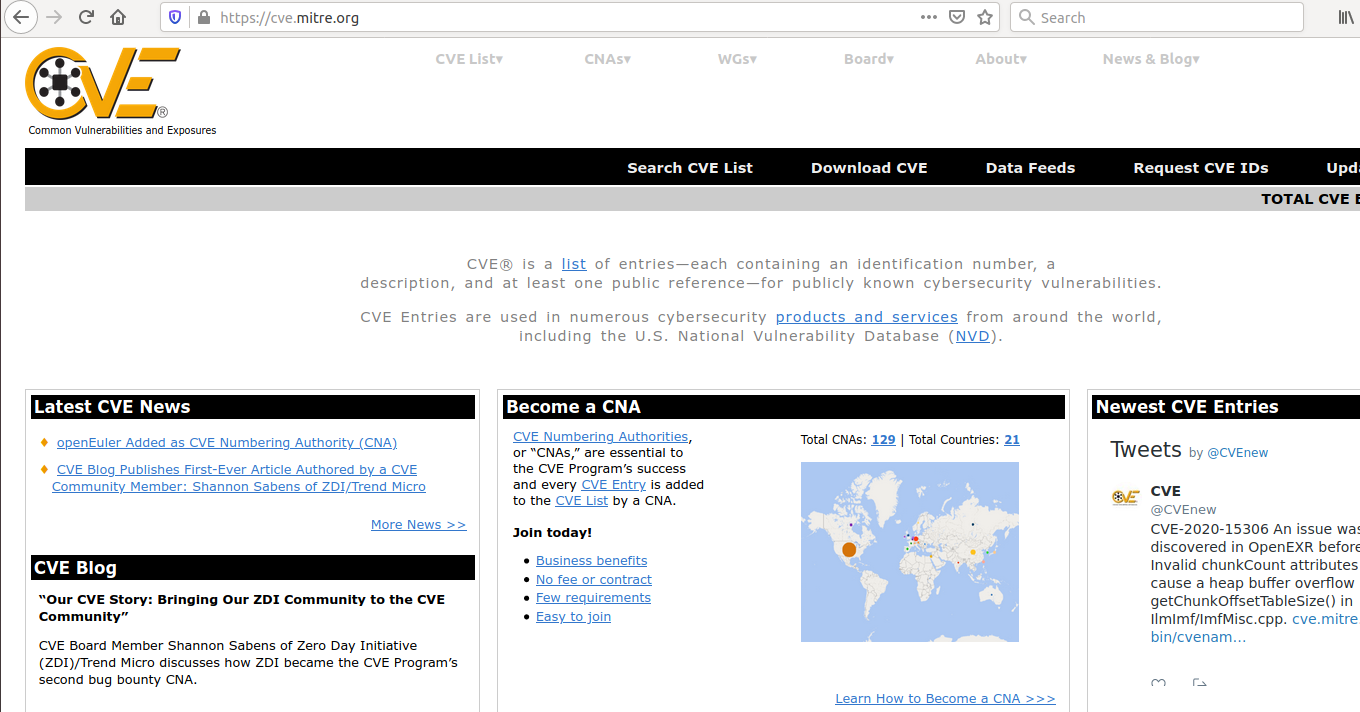 https://cve.mitre.org
Search
CVE®
Common Vulnerabilities and Exposures
CVE List▾ CNAs▾ WGs▾ Board▾ About▾ News & Blog▾
Search CVE List Download CVE Data Feeds Request CVE IDs
TOTAL CVE
CVE® is a list of entries—each containing an identification number, a
description, and at least one public reference—for publicly known cybersecurity vulnerabilities.
CVE Entries are used in numerous cybersecurity products and services from around the world,
including the U.S. National Vulnerability Database (NVD).
Latest CVE News
openEuler Added as CVE Numbering Authority (CNA)
CVE Blog Publishes First-Ever Article Authored by a CVE
Community Member: Shannon Sabens of ZDI/Trend Micro
More News >>
CVE Blog
“Our CVE Story: Bringing Our ZDI Community to the CVE
Community”
CVE Board Member Shannon Sabens of Zero Day Initiative
(ZDI)/Trend Micro discusses how ZDI became the CVE Program’s
second bug bounty CNA.
Become a CNA
CVE Numbering Authorities,
or “CNAs,” are essential to
the CVE Program’s success
and every CVE Entry is added
to the CVE List by a CNA.
Join today!
Business benefits
No fee or contract
Few requirements
Easy to join
Total CNAs: 129 | Total Countries: 21
Learn How to Become a CNA >>>
Newest CVE Entries
Tweets by @CVEnew
CVE
@CVEnew
CVE-2020-15306 An issue was
discovered in OpenEXR before
Invalid chunkCount attributes
cause a heap buffer overflow
getChunkOffsetTableSize() in
IlmImf/ImfMisc.cpp. cve.mitre.
bin/cvenam…